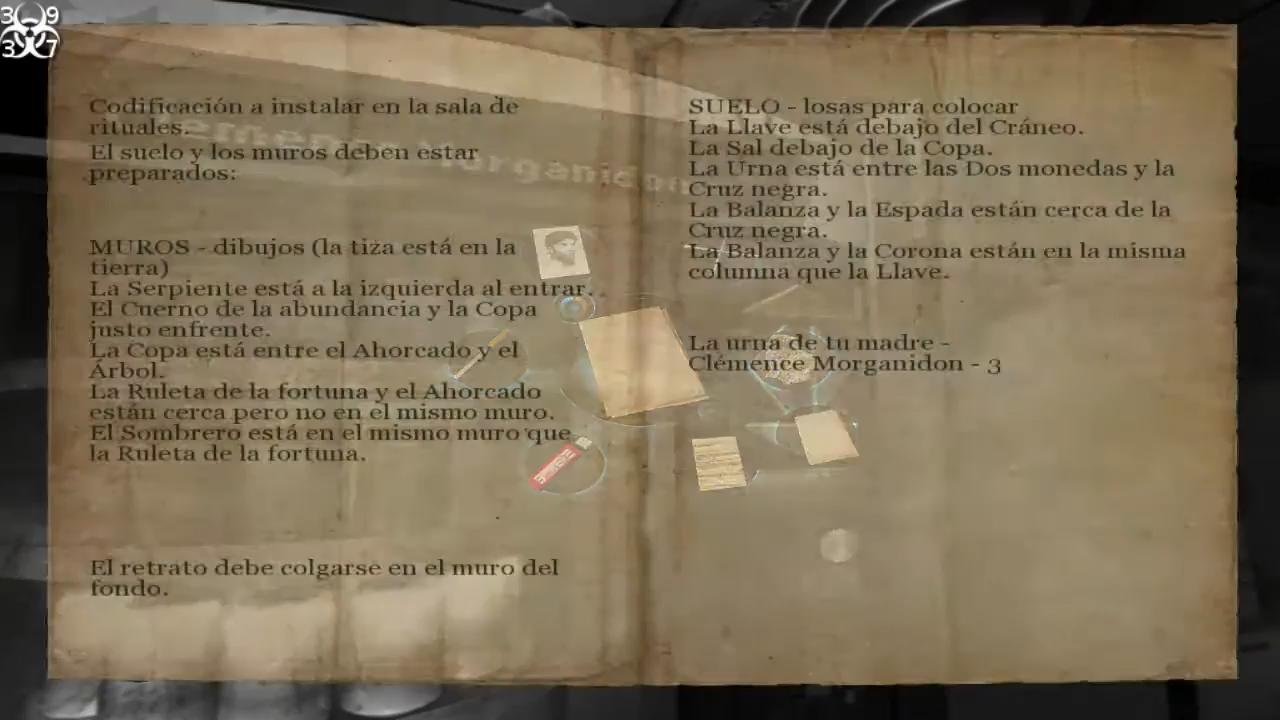 3 9
3 7
Codificación a instalar en la sala de
rituales.
El suelo y los muros deben estar
preparados:
MUROS - dibujos (la tiza está en la
tierra)
La Serpiente está a la izquierda al entrar.
El Cuerno de la abundancia y la Copa
justo enfrente.
La Copa está entre el Ahorcado y el
Árbol.
La Ruleta de la fortuna y el Ahorcado
están cerca pero no en el mismo muro.
El Sombrero está en el mismo muro que
la Ruleta de la fortuna.
El retrato debe colgarse en el muro del
fondo.
SUELO - losas para colocar
La Llave está debajo del Cráneo.
La Sal debajo de la Copa.
La Urna está entre las Dos monedas y la
Cruz negra.
La Balanza y la Espada están cerca de la
Cruz negra.
La Balanza y la Corona están en la misma
columna que la Llave.
La urna de tu madre -
Clémence Morganidon - 3